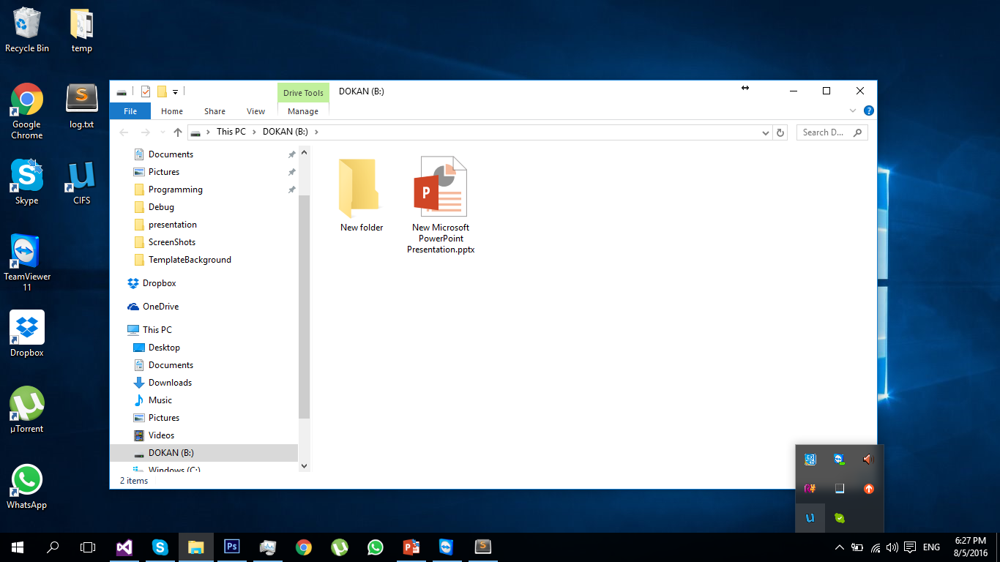 Recycle Bin
temp
Google
Chrome
log.txt
Skype
CIFS
TeamViewer
11
Dropbox
µTorrent
WhatsApp
Drive Tools
DOKAN (B:)
File
Home
Share
View
Manage
This PC
DOKAN (B:)
Search D...
Documents
Pictures
Programming
Debug
presentation
ScreenShots
TemplateBackground
Dropbox
OneDrive
This PC
Desktop
Documents
Downloads
Music
Pictures
Videos
DOKAN (B:)
Windows (C:)
New folder
New Microsoft
PowerPoint
Presentation.pptx
2 items
ENG
6:27 PM
8/5/2016